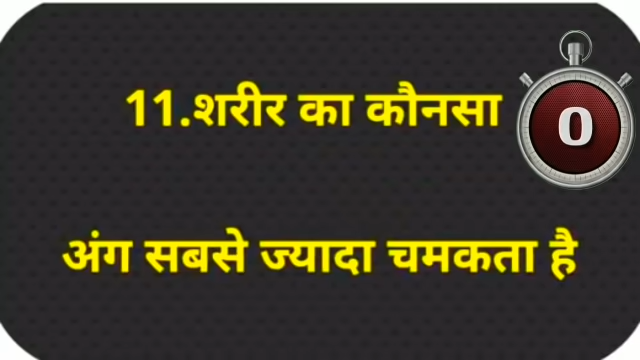 11.शरीर का कौनसा
0
अंग सबसे ज्यादा चमकता है